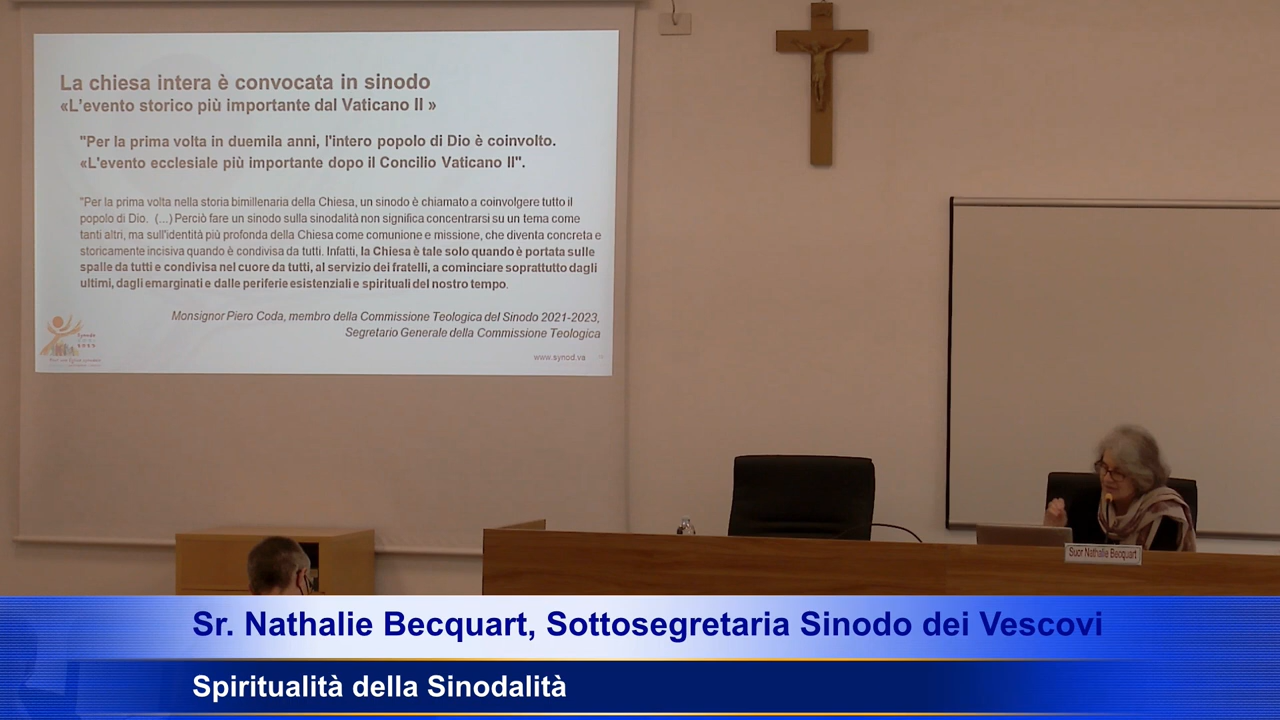 La chiesa intera è convocata in sinodo
«L'evento storico più importante dal Vaticano II »
"Per la prima volta in duemila anni, l'intero popolo di Dio è coinvolto.
«L'evento ecclesiale più importante dopo il Concilio Vaticano II".
"Per la prima volta nella storia bimillenaria della Chiesa, un sinodo è chiamato a coinvolgere tutto il
popolo di Dio. (...) Perciò fare un sinodo sulla sinodalità non significa concentrarsi su un tema come
tanti altri, ma sull'identità più profonda della Chiesa come comunione e missione, che diventa concreta e
storicamente incisiva quando è condivisa da tutti. Infatti, la Chiesa è tale solo quando è portata sulle
spalle da tutti e condivisa nel cuore da tutti, al servizio dei fratelli, a cominciare soprattutto dagli
ultimi, dagli emarginati e dalle periferie esistenziali e spirituali del nostro tempo.
Monsignor Piero Coda, membro della Commissione Teologica del Sinodo 2021-2023,
Segretario Generale della Commissione Teologica
www.synod.va
Suor Nathalie Becquart
Sr. Nathalie Becquart, Sottosegretaria Sinodo dei Vescovi
Spiritualità della Sinodalità